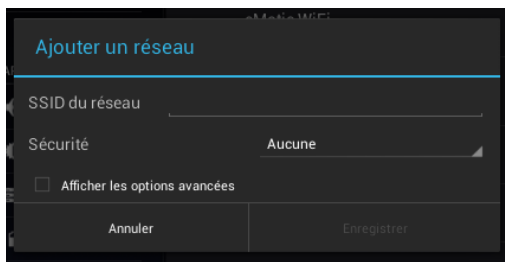 Ajouter un réseau
SSID du réseau
Sécurité Aucune
Afficher les options avancées
Annuler Enregistrer